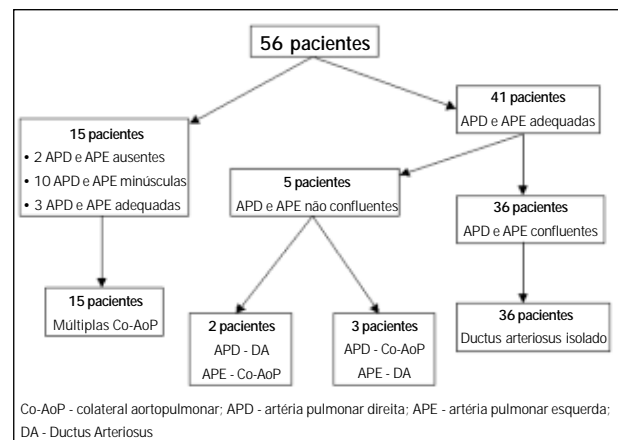 56 pacientes
41 pacientes
APD e APE adequadas
15 pacientes
• 2 APD e APE ausentes
• 10 APD e APE minúsculas
• 3 APD e APE adequadas
5 pacientes
APD e APE não confluentes
36 pacientes
APD e APE confluentes
15 pacientes
Múltiplas Co-AoP
2 pacientes
APD - DA
APE - Co-AoP
3 pacientes
APD - Co-AoP
APE - DA
36 pacientes
Ductus arteriosus isolado
Co-AoP - colateral aortopulmonar; APD - artéria pulmonar direita; APE - artéria pulmonar esquerda;
DA - Ductus Arteriosus